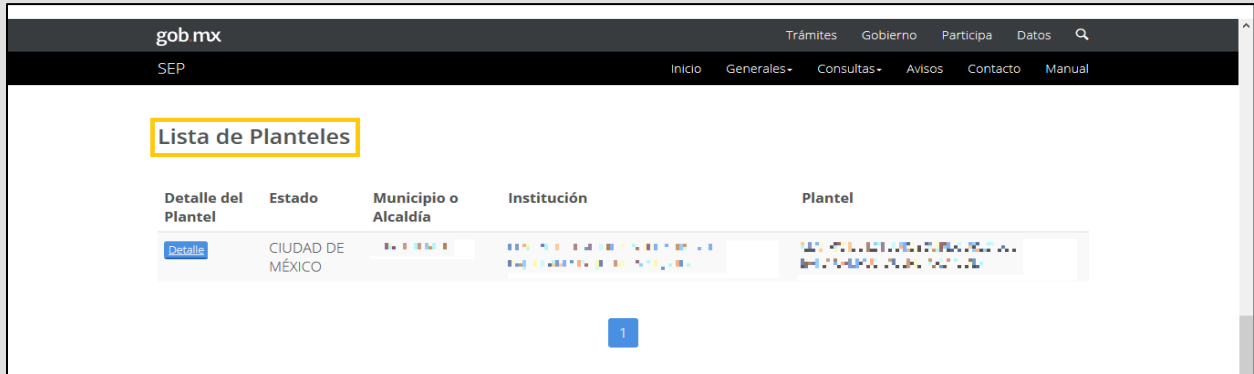 gob mx Trámites Gobierno Participa Datos
SEP Inicio Generales Consultas Avisos Contacto Manual
Lista de Planteles
Detalle del Plantel Estado Municipio o Alcaldía Institución Plantel
Detalle CIUDAD DE MÉXICO
1